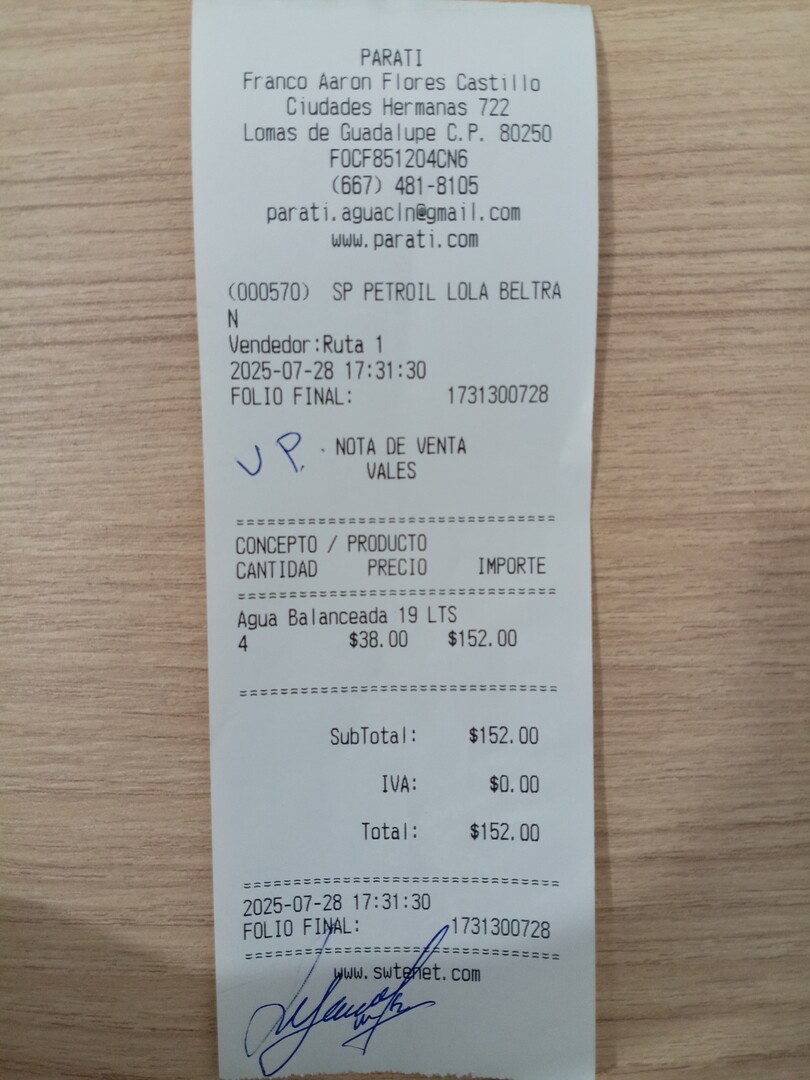 PARATI
Franco Aaron Flores Castillo
Ciudades Hermanas 722
Lomas de Guadalupe C.P. 80250
FOCF851204CN6
(667) 481-8105
parati.aguacln@gmail.com
www.parati.com
(000570) SP PETROIL LOLA BELTRA
N
Vendedor:Ruta 1
2025-07-28 17:31:30
FOLIO FINAL: 1731300728
V P. NOTA DE VENTA
VALES
===============================
CONCEPTO / PRODUCTO
CANTIDAD PRECIO IMPORTE
===============================
Agua Balanceada 19 LTS
4 $38.00 $152.00
===============================
SubTotal: $152.00
IVA: $0.00
Total: $152.00
===============================
2025-07-28 17:31:30
FOLIO FINAL: 1731300728
===============================
www.swtenet.com